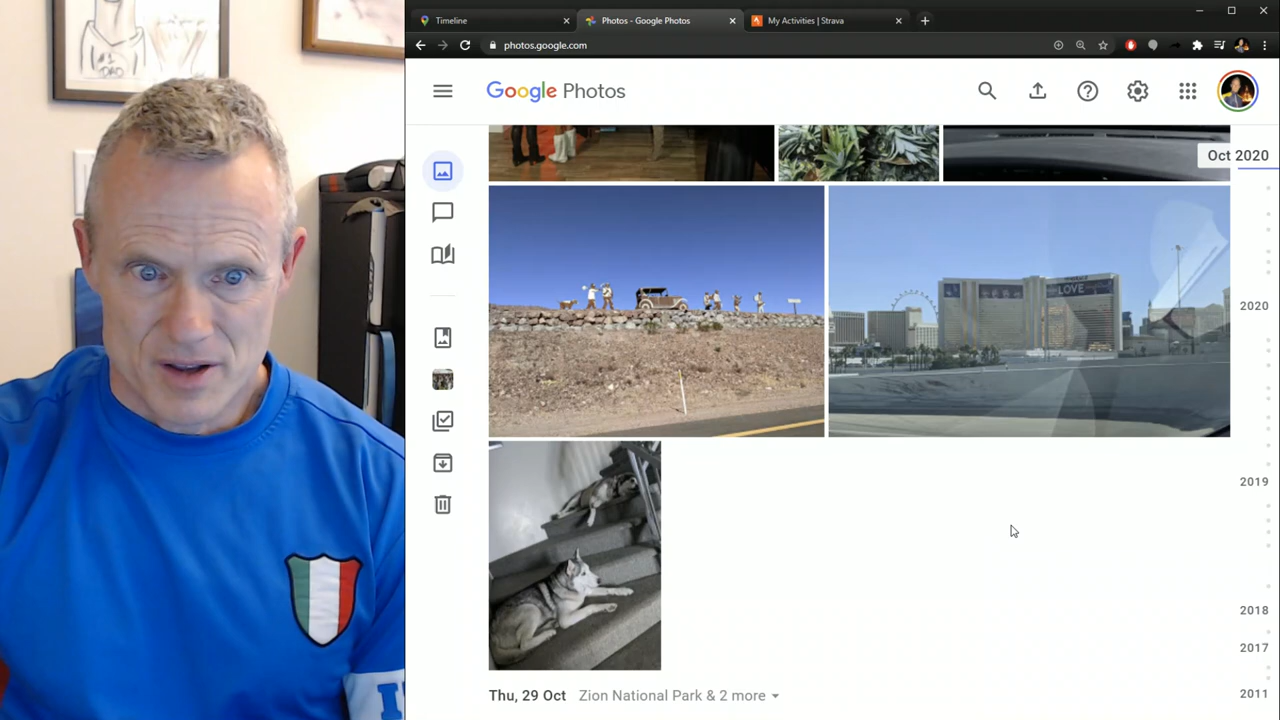 Timeline
Photos - Google Photos
My Activities | Strava
photos.google.com
Google Photos
Oct 2020
LOVE
2020
2019
2018
2017
2011
Thu, 29 Oct
Zion National Park & 2 more